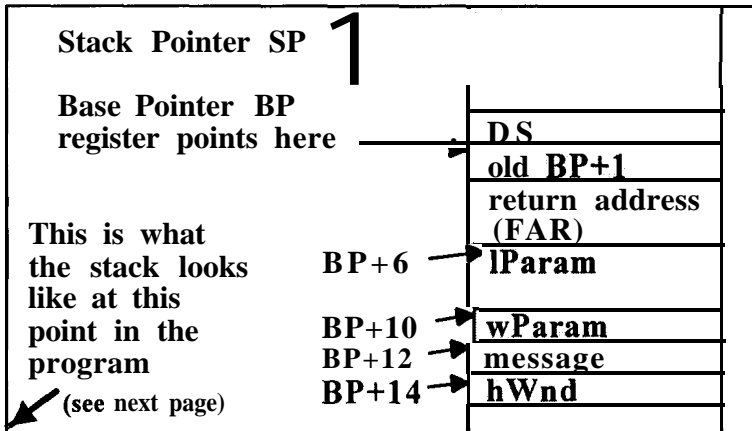 Stack Pointer SP 1
Base Pointer BP
register points here
DS
old BP+1
return address
(FAR)
This is what
the stack looks
like at this
point in the
program
(see next page)
BP+6
lParam
BP+10
wParam
BP+12
message
BP+14
hWnd